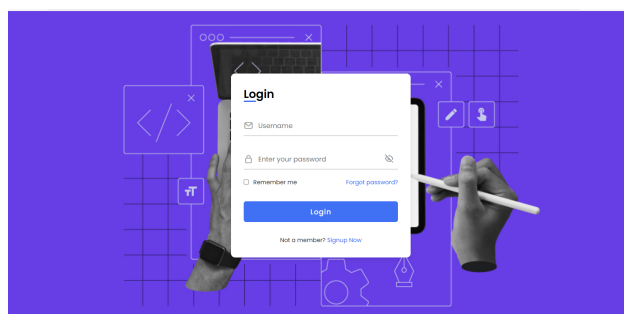 Login
Username
Enter your password
Remember me
Forgot password?
Login
Not a member? Signup Now